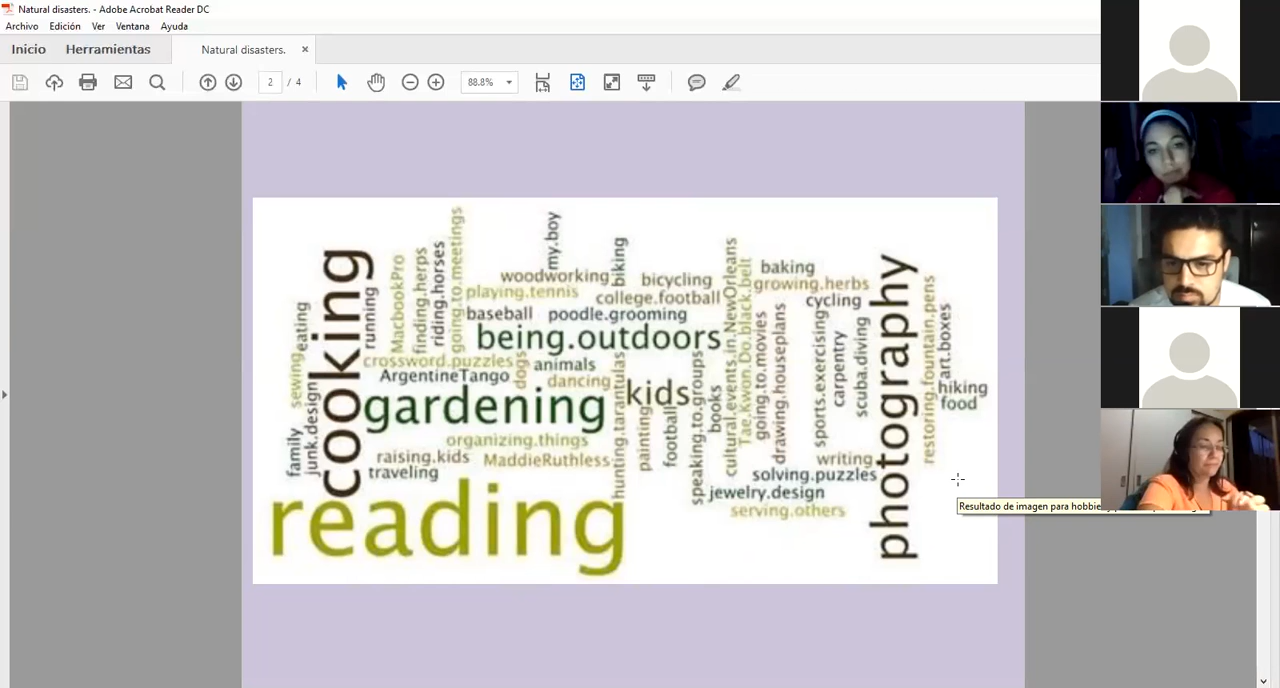 Natural disasters. - Adobe Acrobat Reader DC
Archivo Edición Ver Ventana Ayuda
Inicio Herramientas Natural disasters. ×
2 / 4 88.8%
cooking
reading
photography
gardening
being.outdoors
kids
eating
sewing
family
junk.design
running
MacbookPro
finding.herps
riding.horses
going.to.meetings
my.boy
woodworking
biking
bicycling
playing.tennis
college.football
baseball
poodle.grooming
crossword.puzzles
dogs
animals
ArgentineTango
dancing
organizing.things
raising.kids
MaddieRuthless
traveling
hunting.tarantulas
painting
football
speaking.to.groups
books
cultural.events.in.NewOrleans
Tae.Kwon.Do.black.belt
going.to.movies
drawing.houseplans
baking
growing.herbs
cycling
sports.exercising
carpentry
scuba.diving
writing
solving.puzzles
jewelry.design
serving.others
restoring.fountain.pens
art.boxes
hiking
food
Resultado de imagen para hobbie